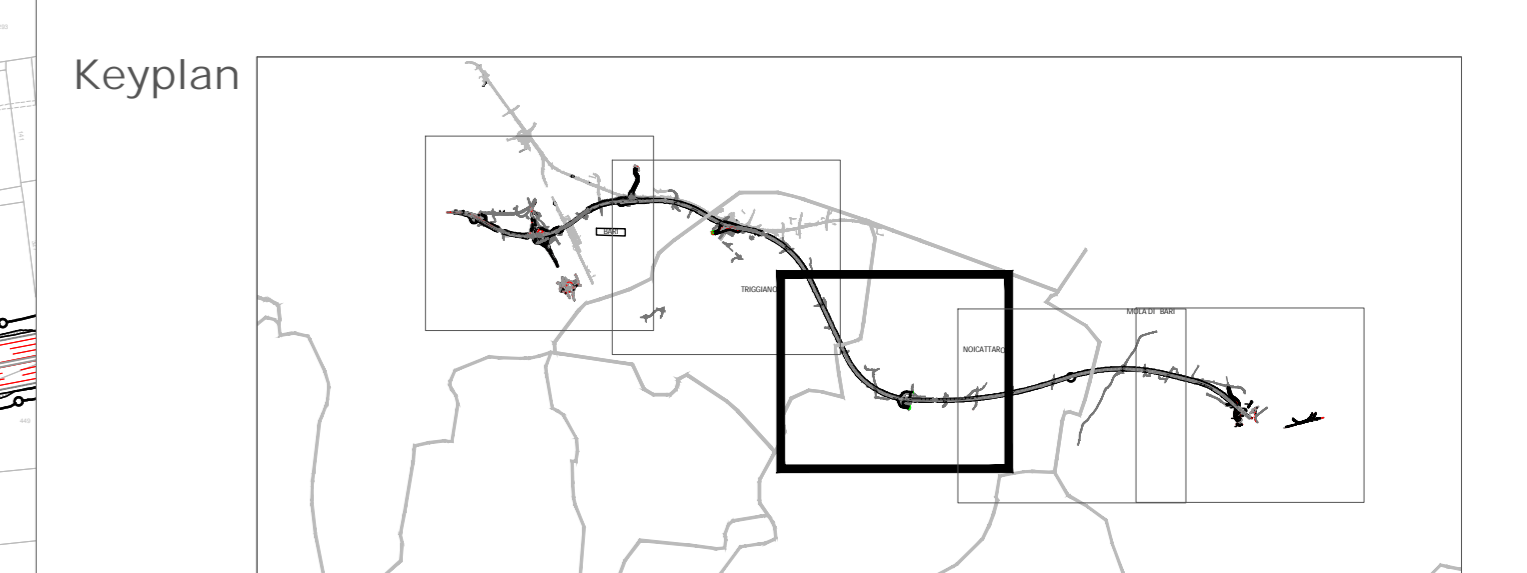 Keyplan
BARI
TRIGGIANO
MOLA DI BARI
NOICATTARO